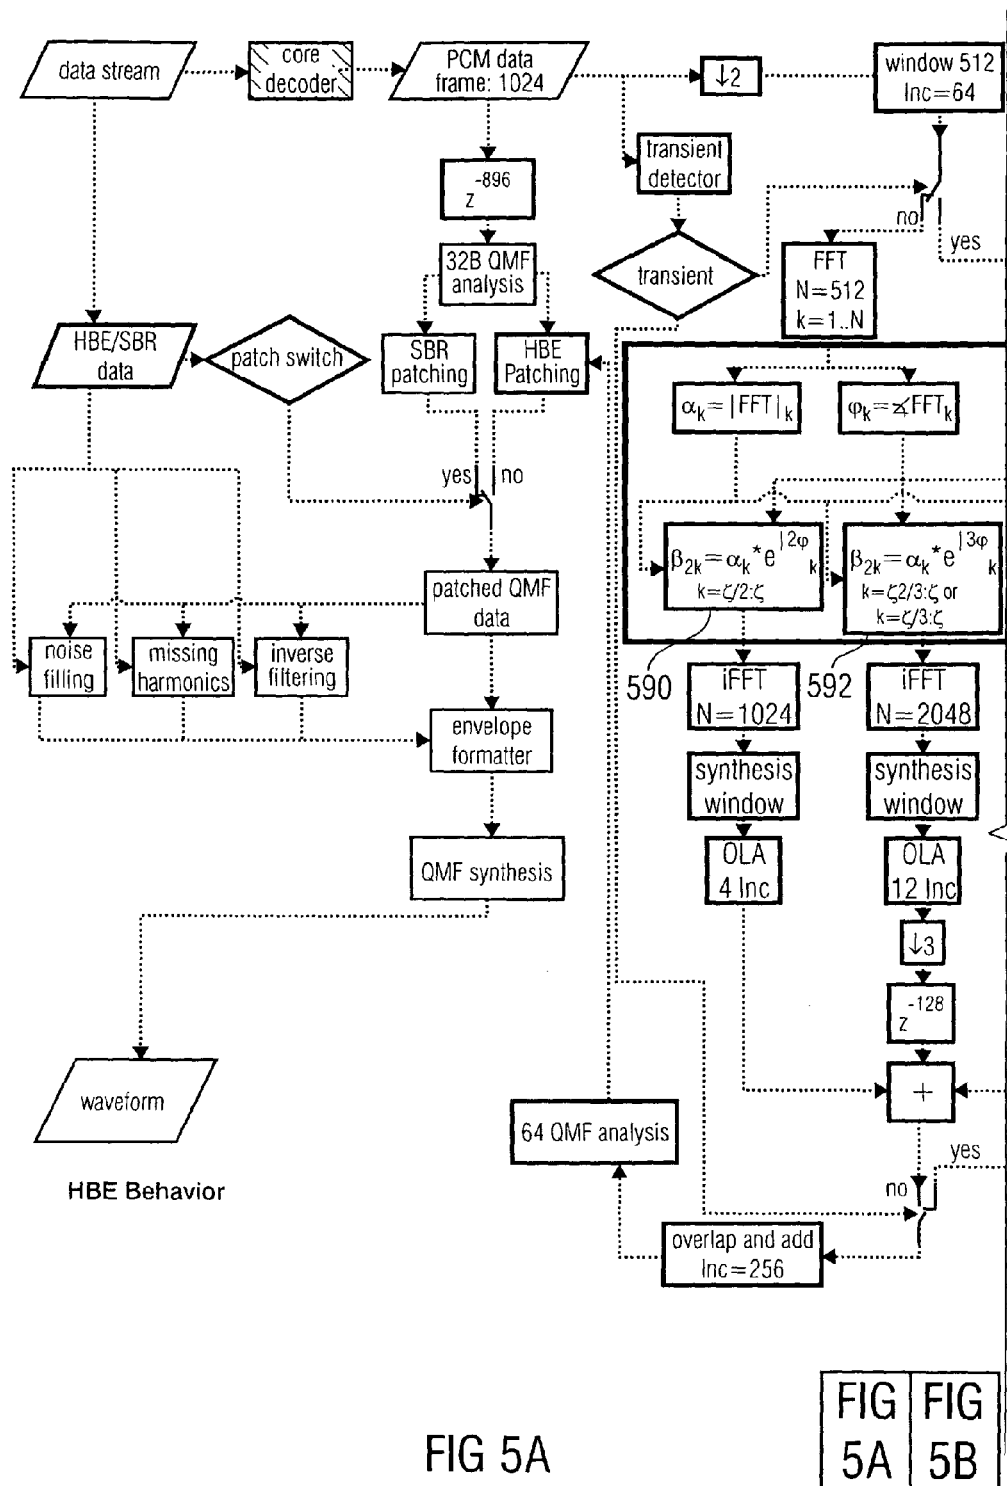 data stream
core
decoder
PCM data
frame: 1024
↓2
window 512
Inc=64
transient
detector
z^-896
no
yes
32B QMF
analysis
transient
FFT
N=512
k=1..N
HBE/SBR
data
patch switch
SBR
patching
HBE
Patching
α_k=|FFT|_k
φ_k=∡FFT_k
yes
no
β_2k=α_k*e^|2φ_k
k=ζ/2:ζ
β_2k=α_k*e^|3φ_k
k=ζ2/3:ζ or
k=ζ/3:ζ
patched QMF
data
noise
filling
missing
harmonics
inverse
filtering
590
592
iFFT
N=1024
iFFT
N=2048
envelope
formatter
synthesis
window
synthesis
window
QMF synthesis
OLA
4 Inc
OLA
12 Inc
↓3
z^-128
waveform
+
64 QMF analysis
HBE Behavior
yes
no
overlap and add
Inc=256
FIG 5A
FIG
5A
FIG
5B